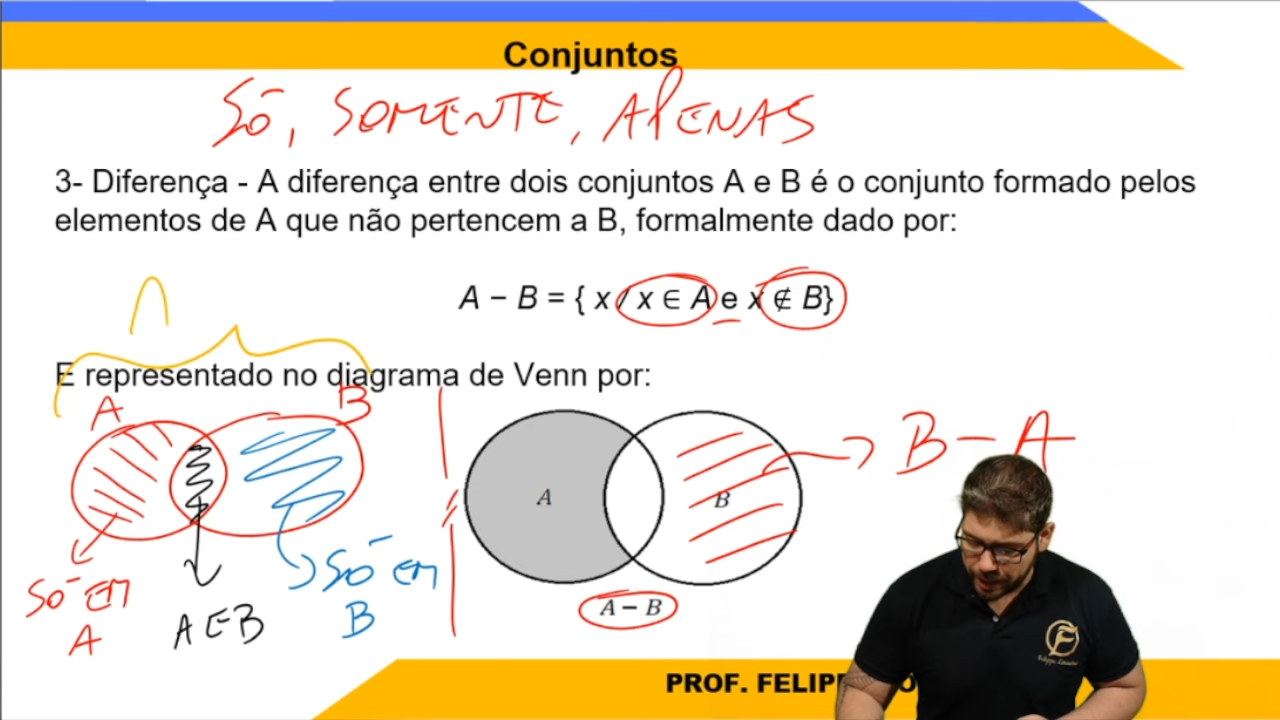 Conjuntos
SÓ, SOMENTE, APENAS
3- Diferença - A diferença entre dois conjuntos A e B é o conjunto formado pelos
elementos de A que não pertencem a B, formalmente dado por:
A − B = { x / x ∈ A e x ∉ B}
E representado no diagrama de Venn por:
A
B
B - A
A
B
SÓ EM
A
A E B
SÓ EM
B
A − B
PROF. FELIPP